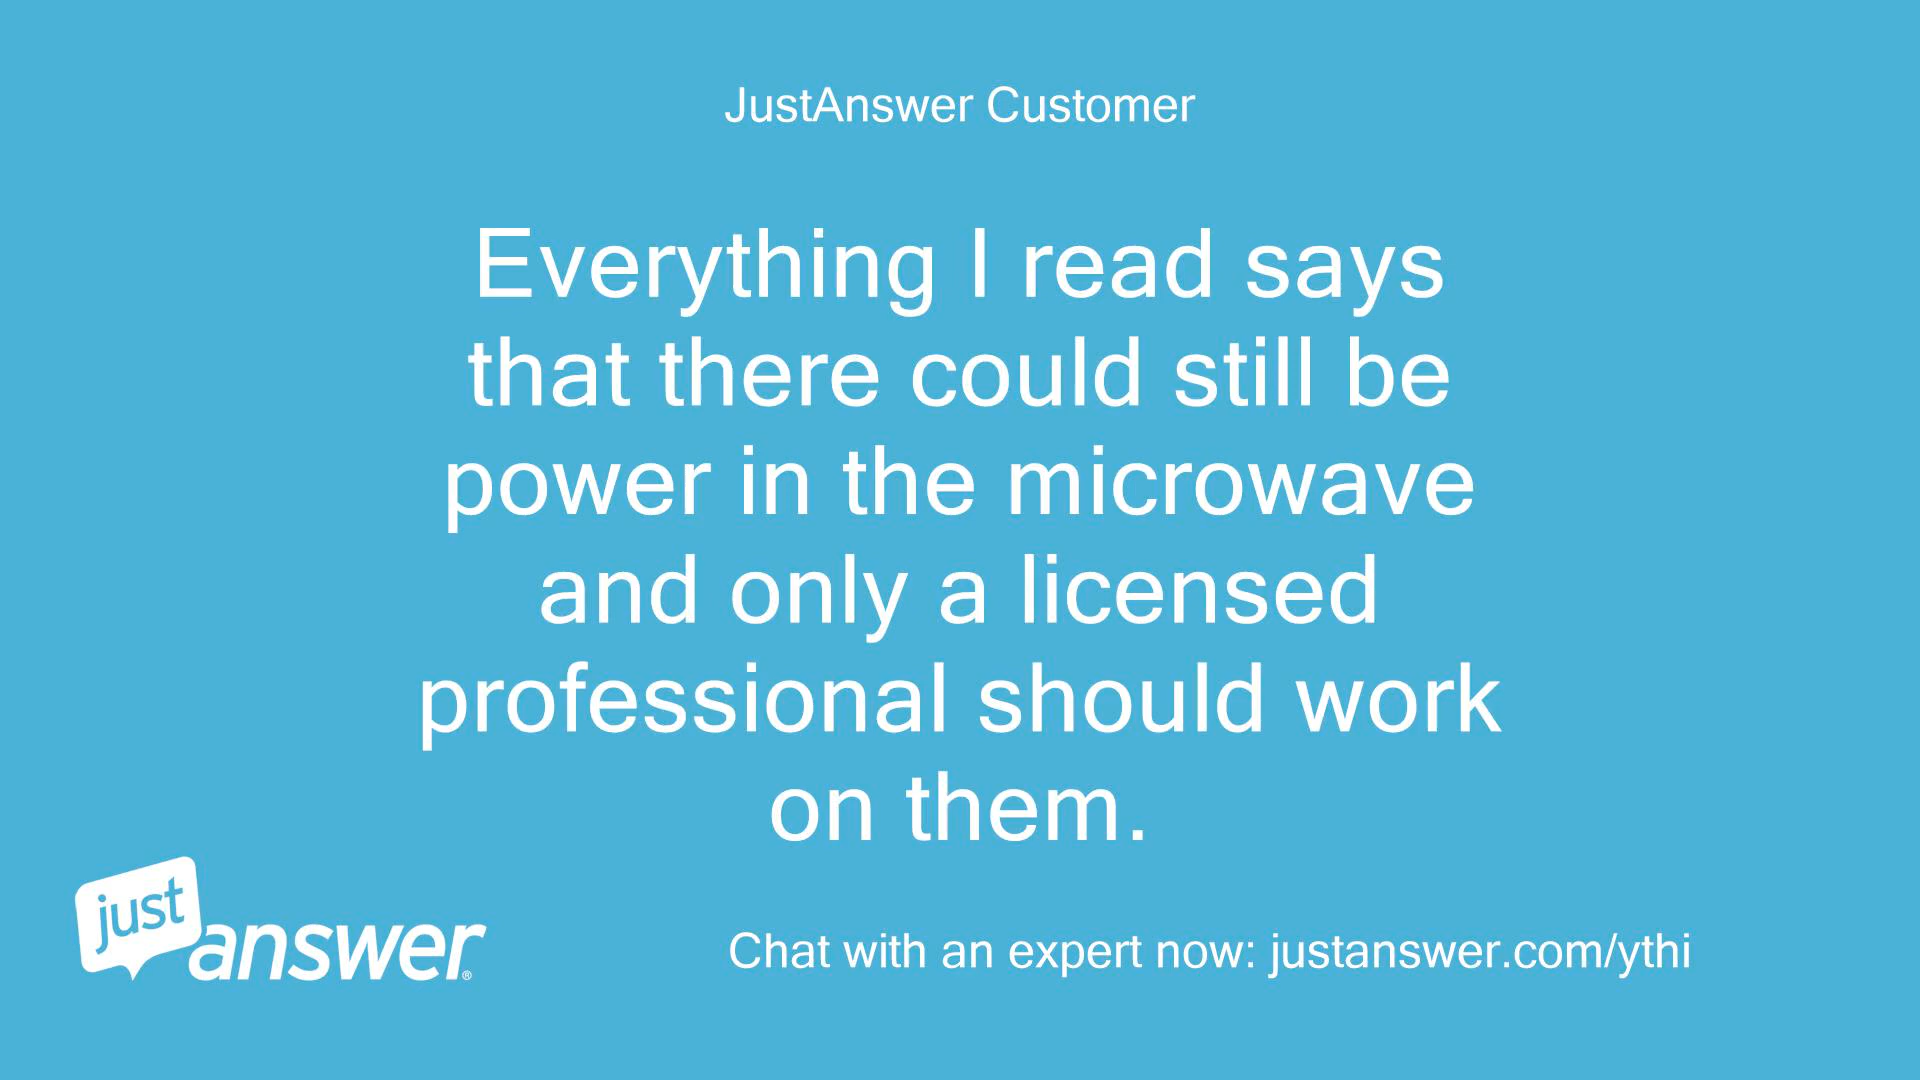 JustAnswer Customer
Everything I read says
that there could still be
power in the microwave
and only a licensed
professional should work
on them.
just
answer®
Chat with an expert now: justanswer.com/ythi